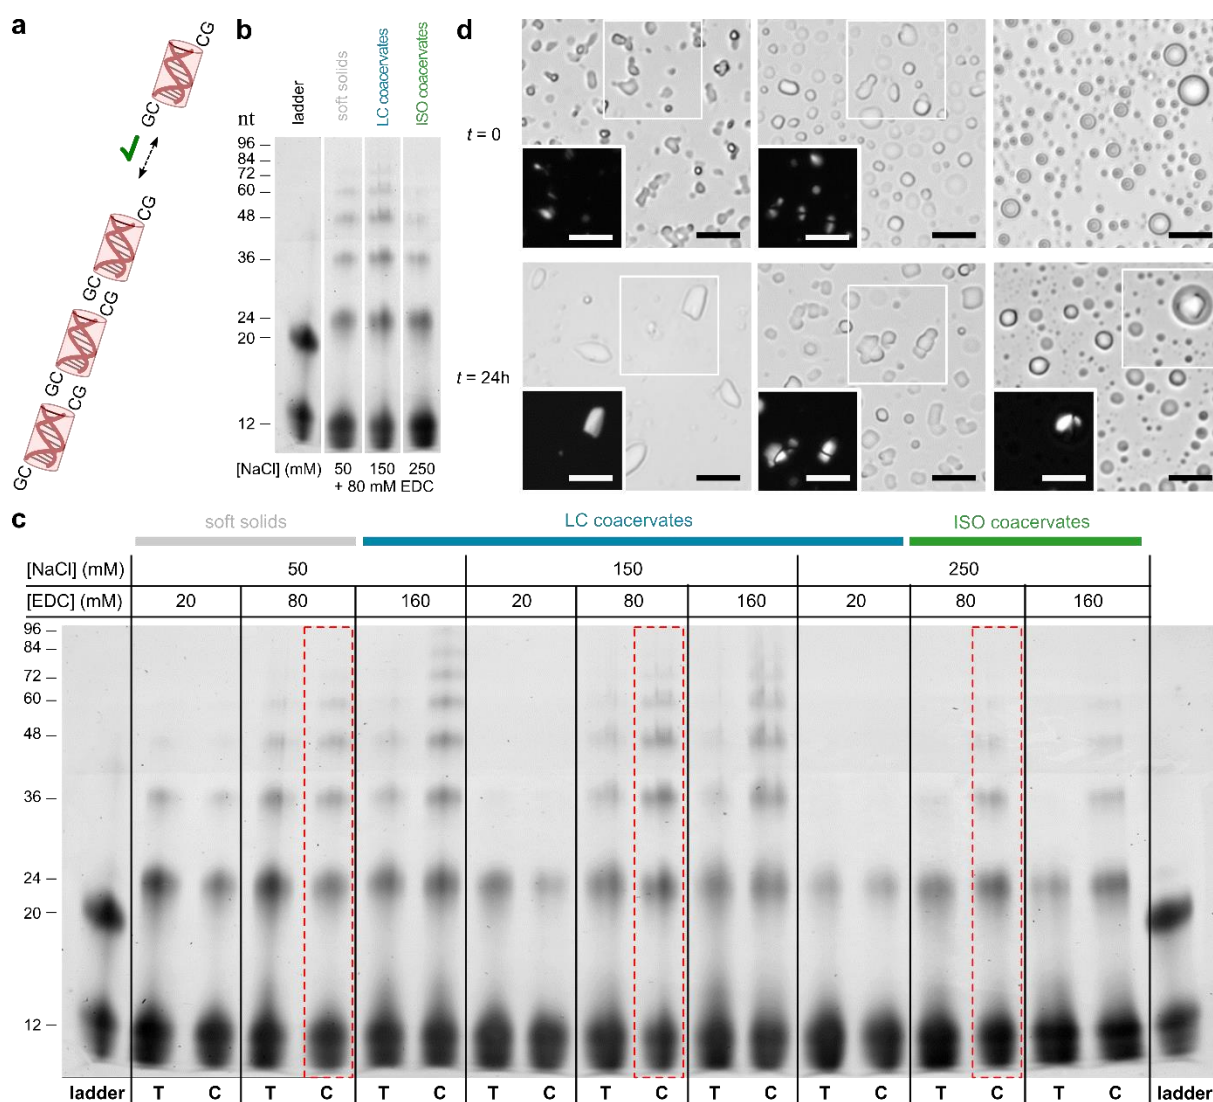 a
CG
GC
CG
GC
CG
GC
CG
GC
b
ladder
soft solids
LC coacervates
ISO coacervates
nt
96
84
72
60
48
36
24
20
12
[NaCl] (mM) 50 150 250
+ 80 mM EDC
d
t = 0
t = 24h
c
soft solids LC coacervates ISO coacervates
[NaCl] (mM) 50 150 250
[EDC] (mM) 20 80 160 20 80 160 20 80 160
96
84
72
60
48
36
24
20
12
ladder T C T C T C T C T C T C T C T C T C ladder